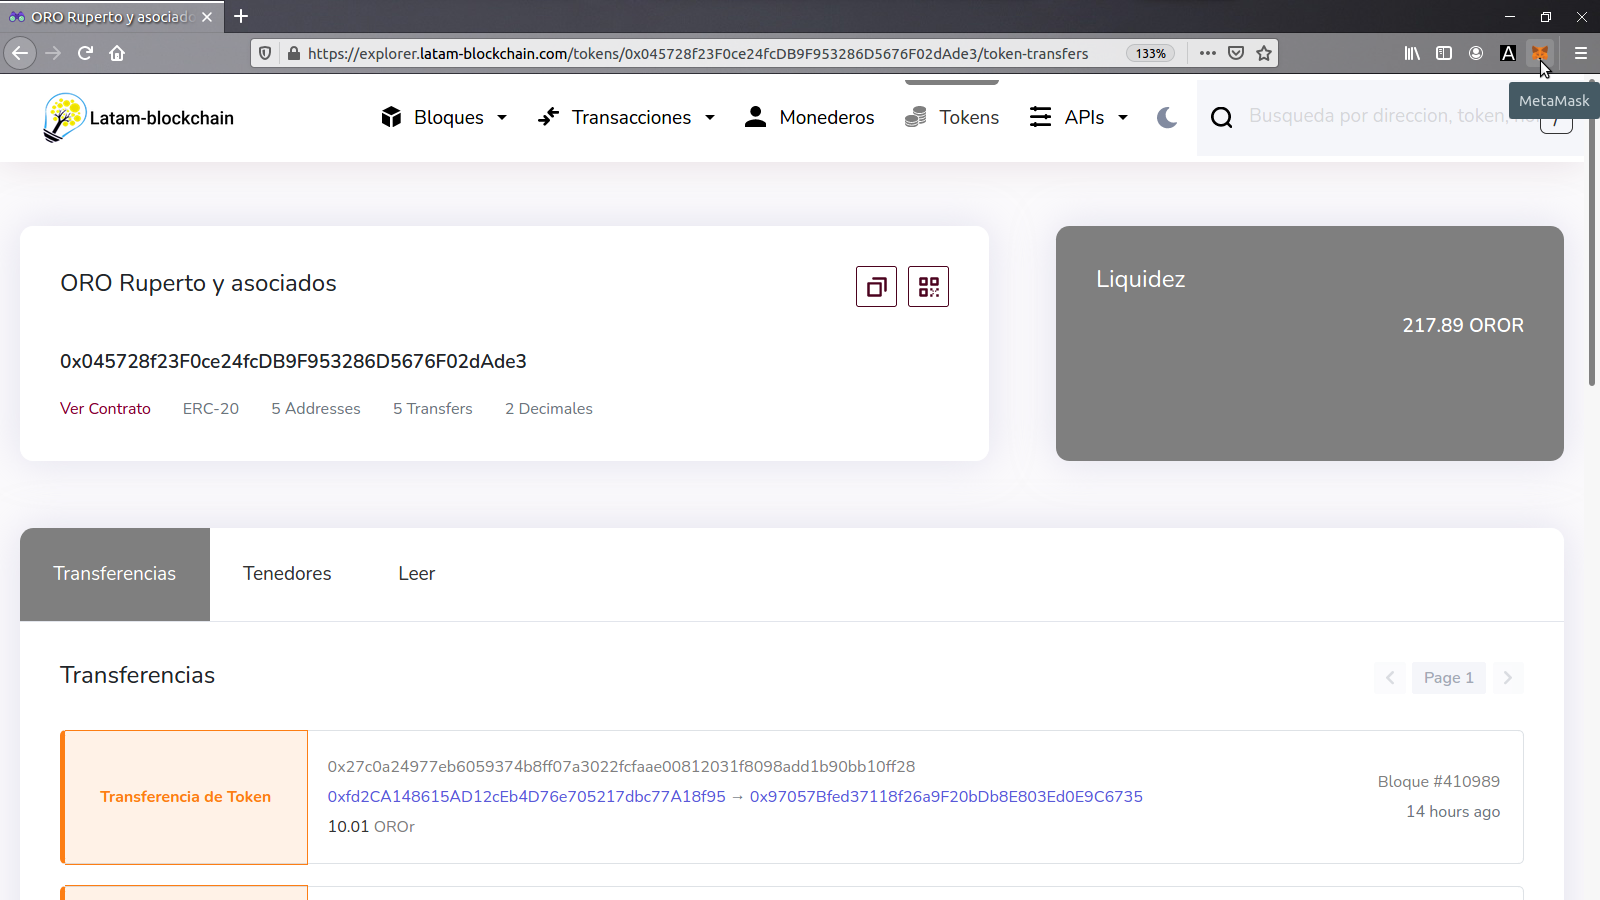 ORO Ruperto y asociado
https://explorer.latam-blockchain.com/tokens/0x045728f23F0ce24fcDB9F953286D5676F02dAde3/token-transfers
133%
MetaMask
Latam-blockchain
Bloques
Transacciones
Monederos
Tokens
APIs
Busqueda por direccion, token,
/
ORO Ruperto y asociados
0x045728f23F0ce24fcDB9F953286D5676F02dAde3
Ver Contrato ERC-20 5 Addresses 5 Transfers 2 Decimales
Liquidez
217.89 OROR
Transferencias Tenedores Leer
Transferencias
Page 1
Transferencia de Token
0x27c0a24977eb6059374b8ff07a3022fcfaae00812031f8098add1b90bb10ff28
0xfd2CA148615AD12cEb4D76e705217dbc77A18f95 → 0x97057Bfed37118f26a9F20bDb8E803Ed0E9C6735
10.01 OROr
Bloque #410989
14 hours ago